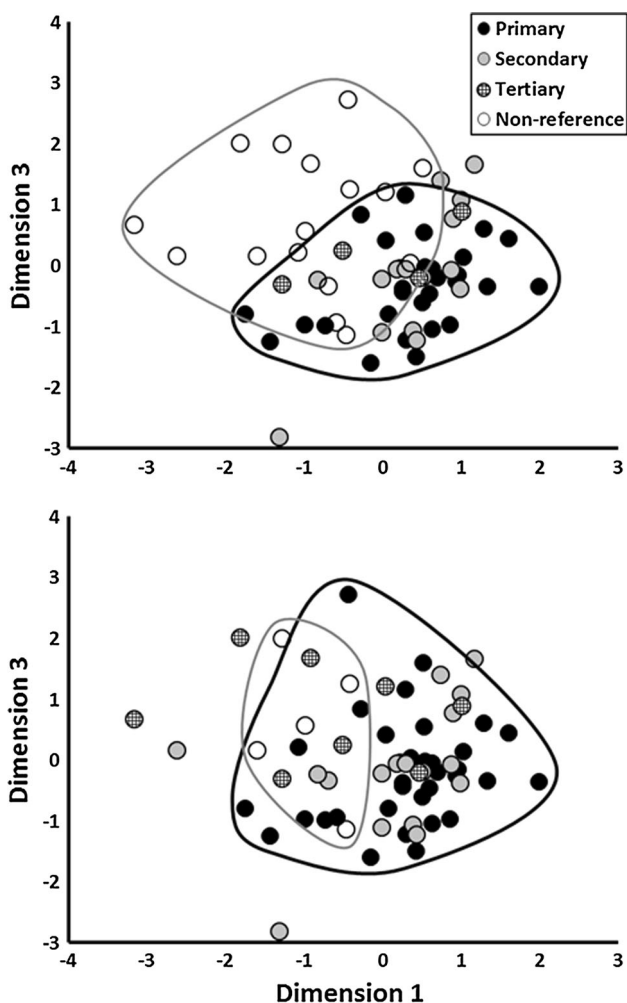 Primary
Secondary
Tertiary
Non-reference
Dimension 3
4
3
2
1
0
-1
-2
-3
-4 -3 -2 -1 0 1 2 3
Dimension 3
4
3
2
1
0
-1
-2
-3
-4 -3 -2 -1 0 1 2 3
Dimension 1